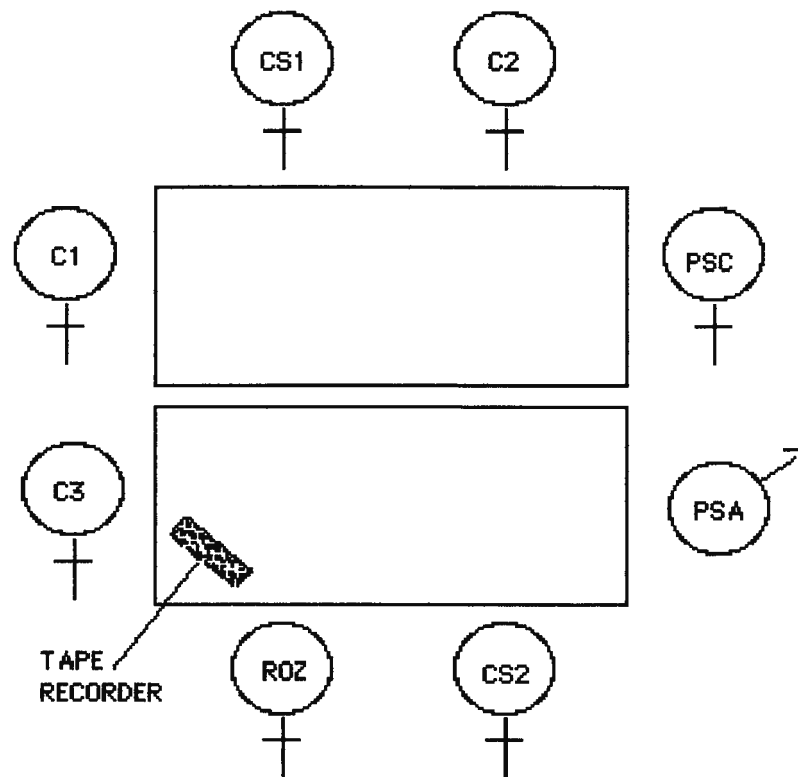 CS1
C2
C1
PSC
C3
PSA
TAPE
RECORDER
ROZ
CS2